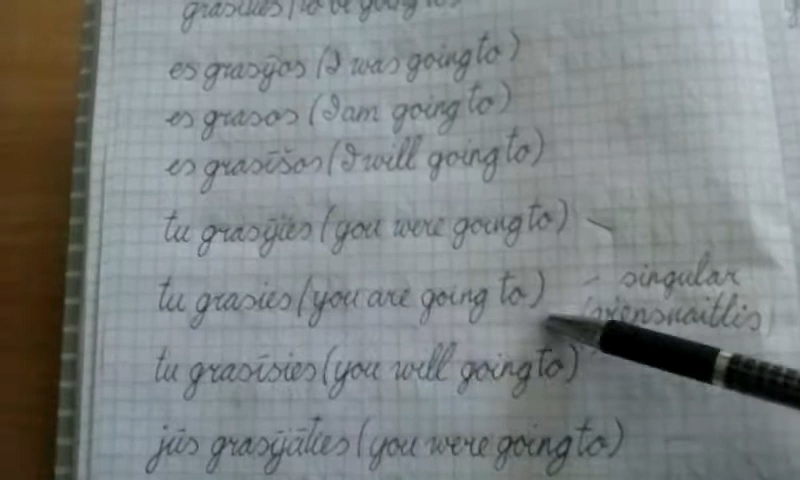 es grasījos (I was going to)
es grasos (I am going to)
es grasīšos (I will going to)
tu grasījies (you were going to)
tu grasies (you are going to) - singular
(vienskaitlis)
tu grasīsies (you will going to)
jūs grasījāties (you were going to)